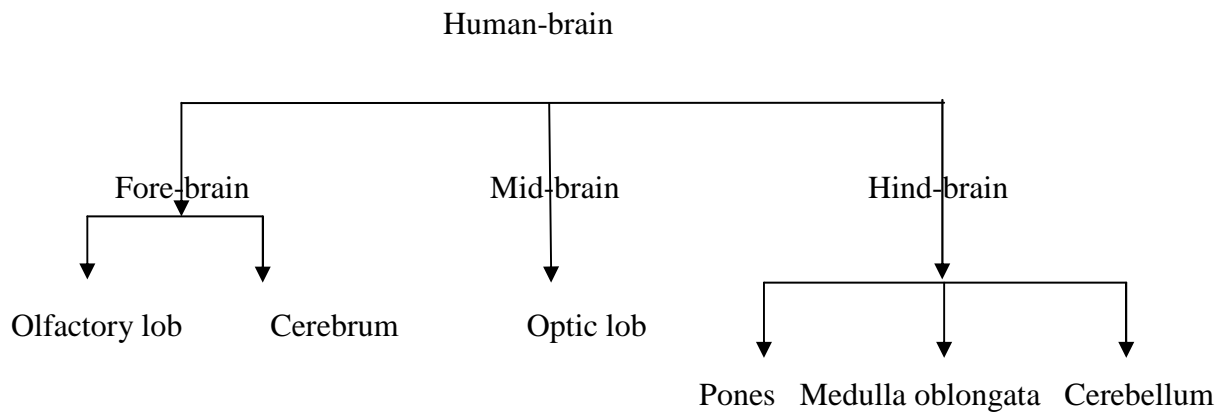 Human-brain
Fore-brain Mid-brain Hind-brain
Olfactory lob Cerebrum Optic lob
Pones Medulla oblongata Cerebellum